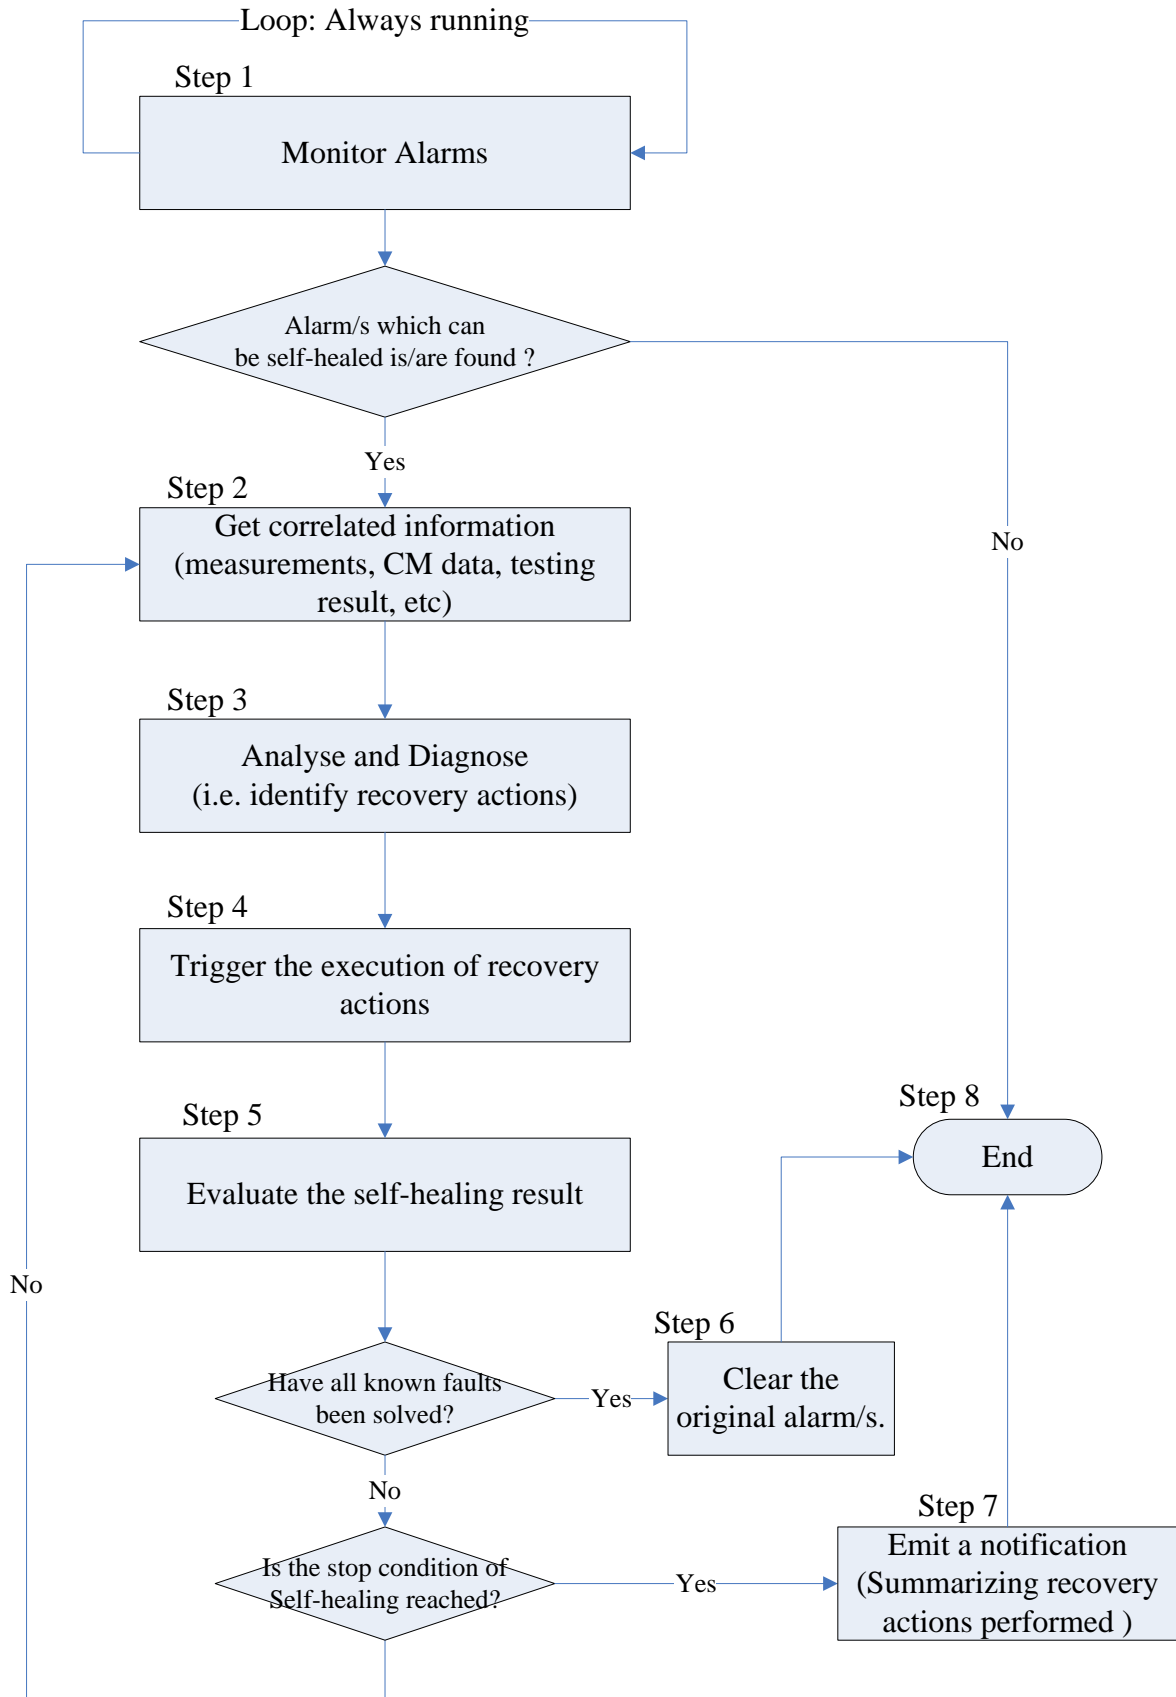 Loop: Always running
Step 1
Monitor Alarms
Alarm/s which can
be self-healed is/are found ?
Yes
No
Step 2
Get correlated information
(measurements, CM data, testing
result, etc)
Step 3
Analyse and Diagnose
(i.e. identify recovery actions)
Step 4
Trigger the execution of recovery
actions
Step 8
End
Step 5
Evaluate the self-healing result
No
Have all known faults
been solved?
Yes
Step 6
Clear the
original alarm/s.
No
Is the stop condition of
Self-healing reached?
Yes
Step 7
Emit a notification
(Summarizing recovery
actions performed )